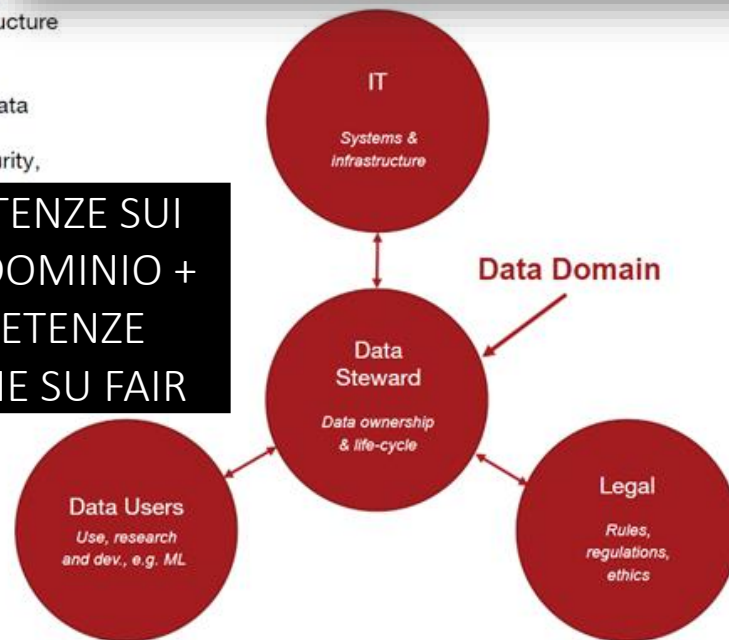 ucture
ata
rity,
TENZE SUI
DOMINIO +
ETENZE
IE SU FAIR
IT
Systems &
infrastructure
Data Domain
Data
Steward
Data ownership
& life-cycle
Data Users
Use, research
and dev., e.g. ML
Legal
Rules,
regulations,
ethics